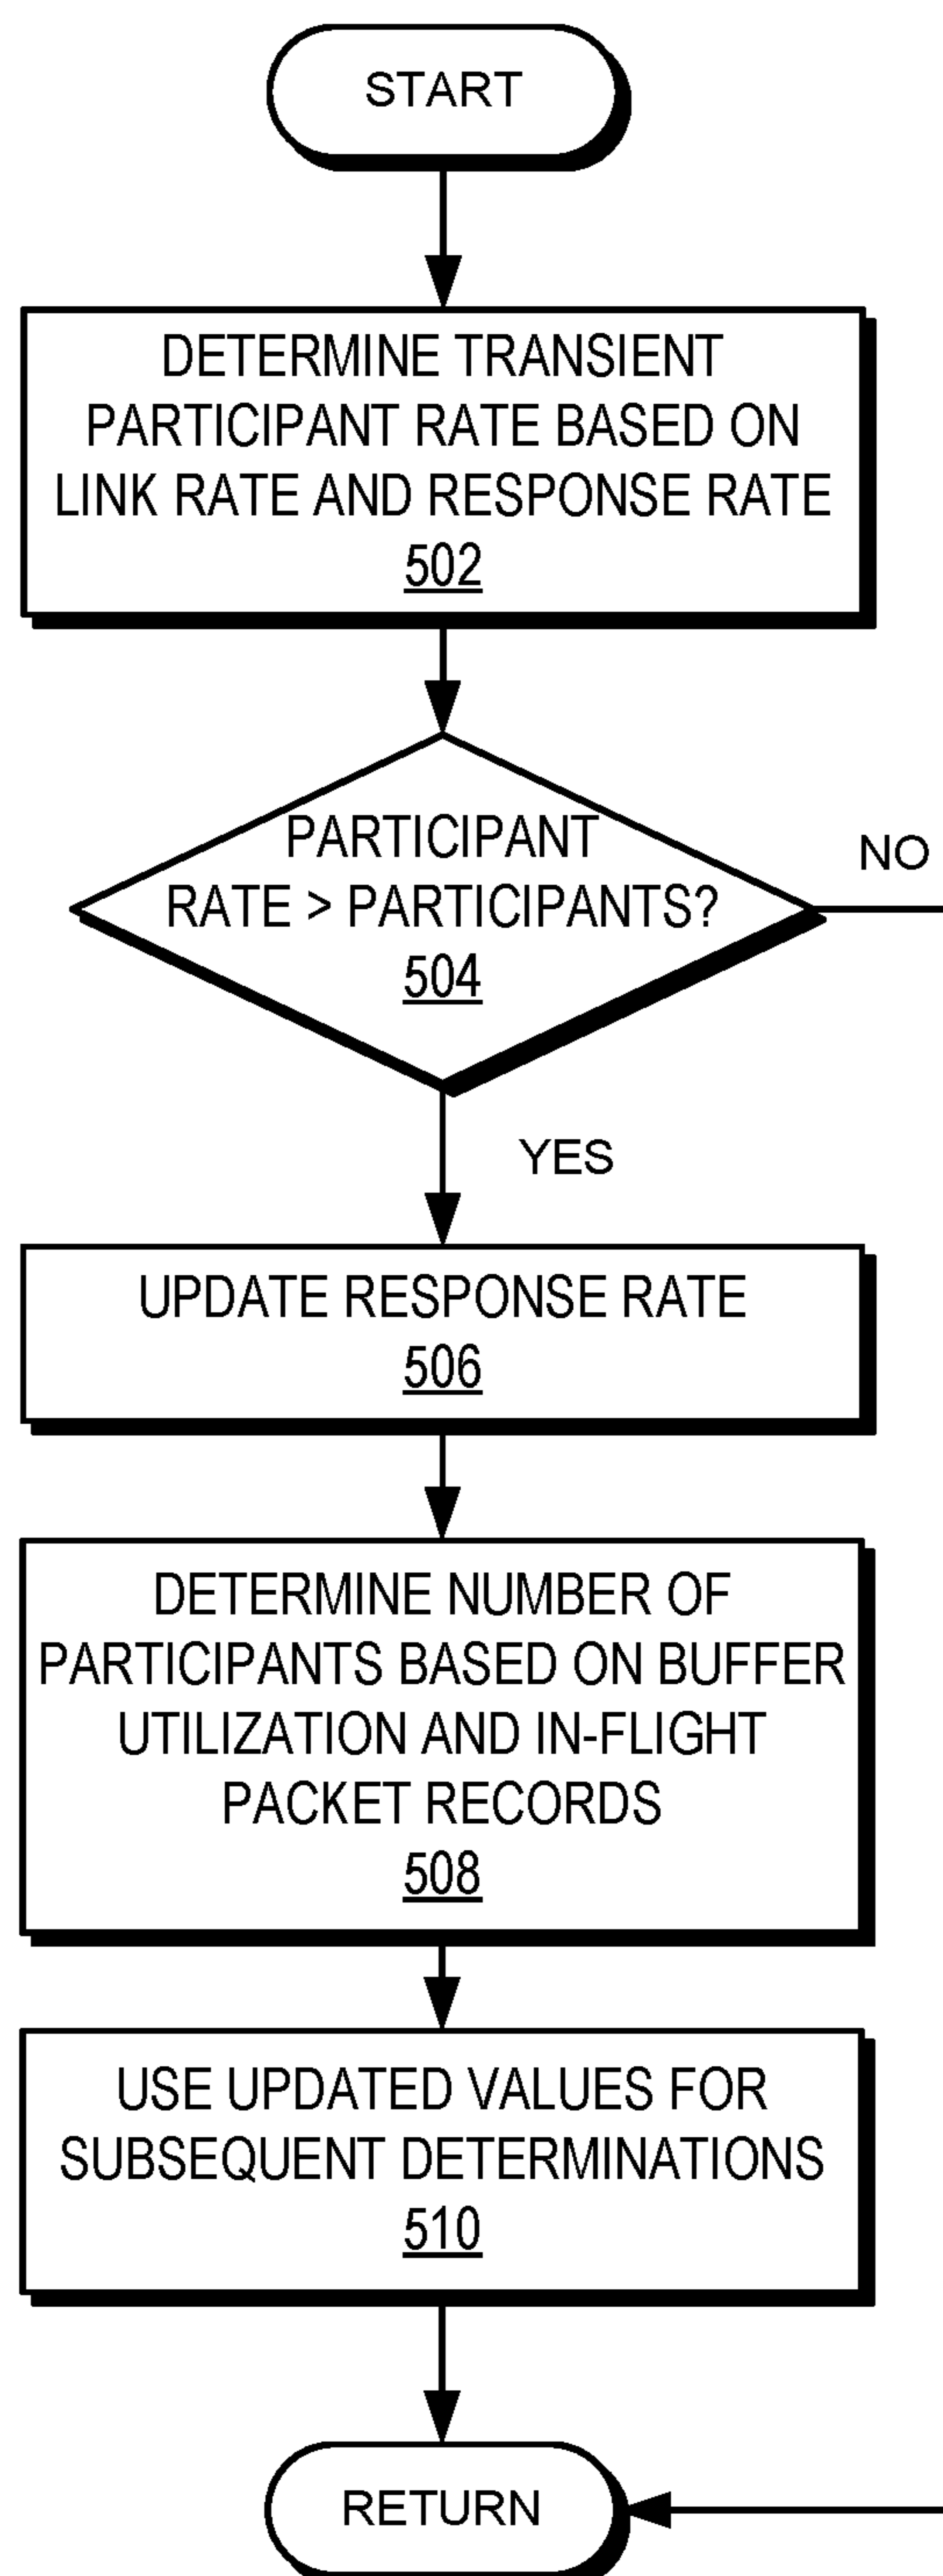 START
DETERMINE TRANSIENT
PARTICIPANT RATE BASED ON
LINK RATE AND RESPONSE RATE
502
PARTICIPANT
RATE > PARTICIPANTS?
504
NO
YES
UPDATE RESPONSE RATE
506
DETERMINE NUMBER OF
PARTICIPANTS BASED ON BUFFER
UTILIZATION AND IN-FLIGHT
PACKET RECORDS
508
USE UPDATED VALUES FOR
SUBSEQUENT DETERMINATIONS
510
RETURN